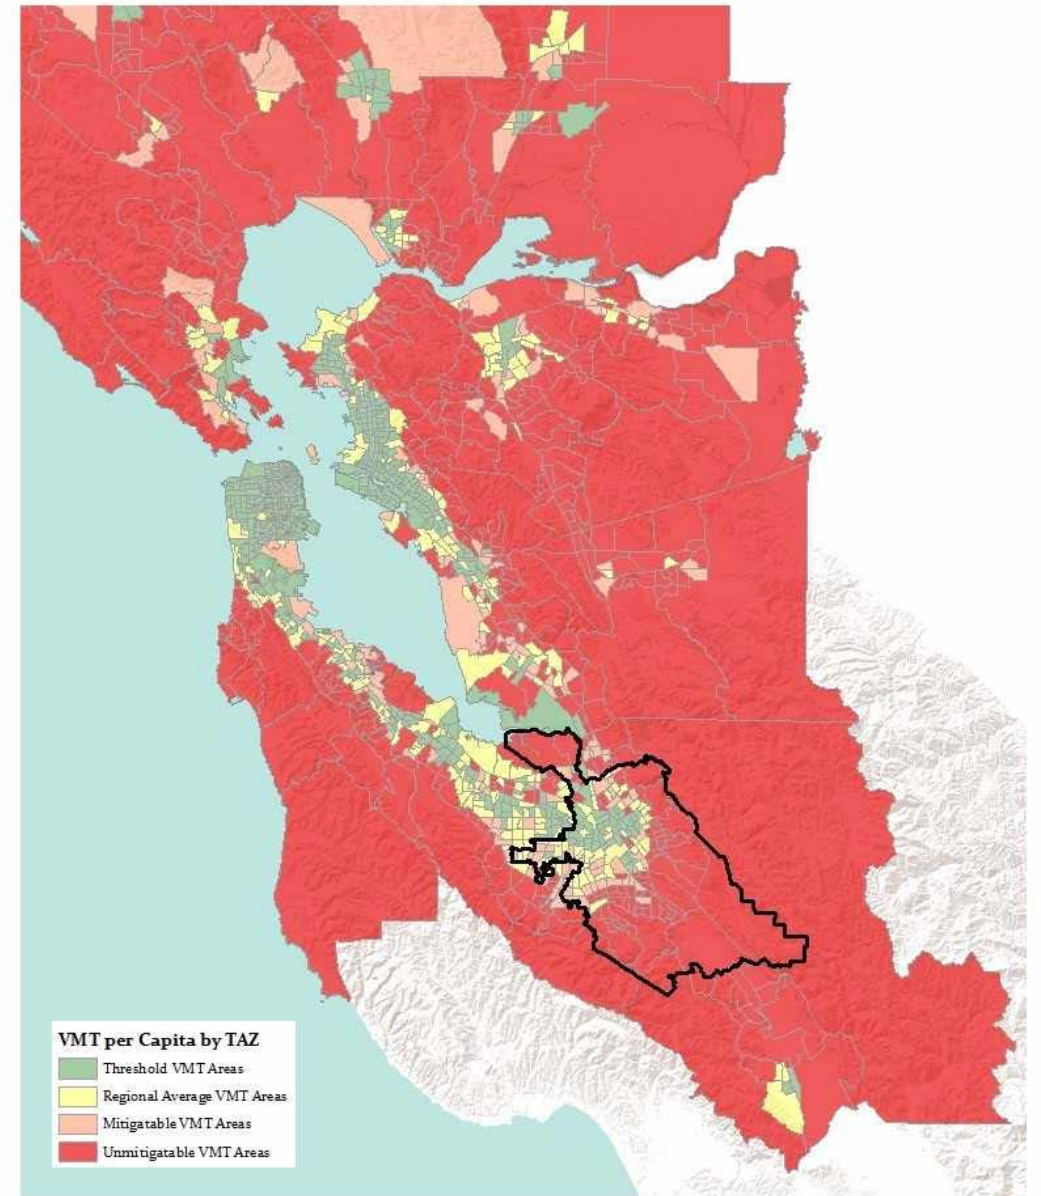 VMT per Capita by TAZ
Threshold VMT Areas
Regional Average VMT Areas
Mitigatable VMT Areas
Unmitigatable VMT Areas